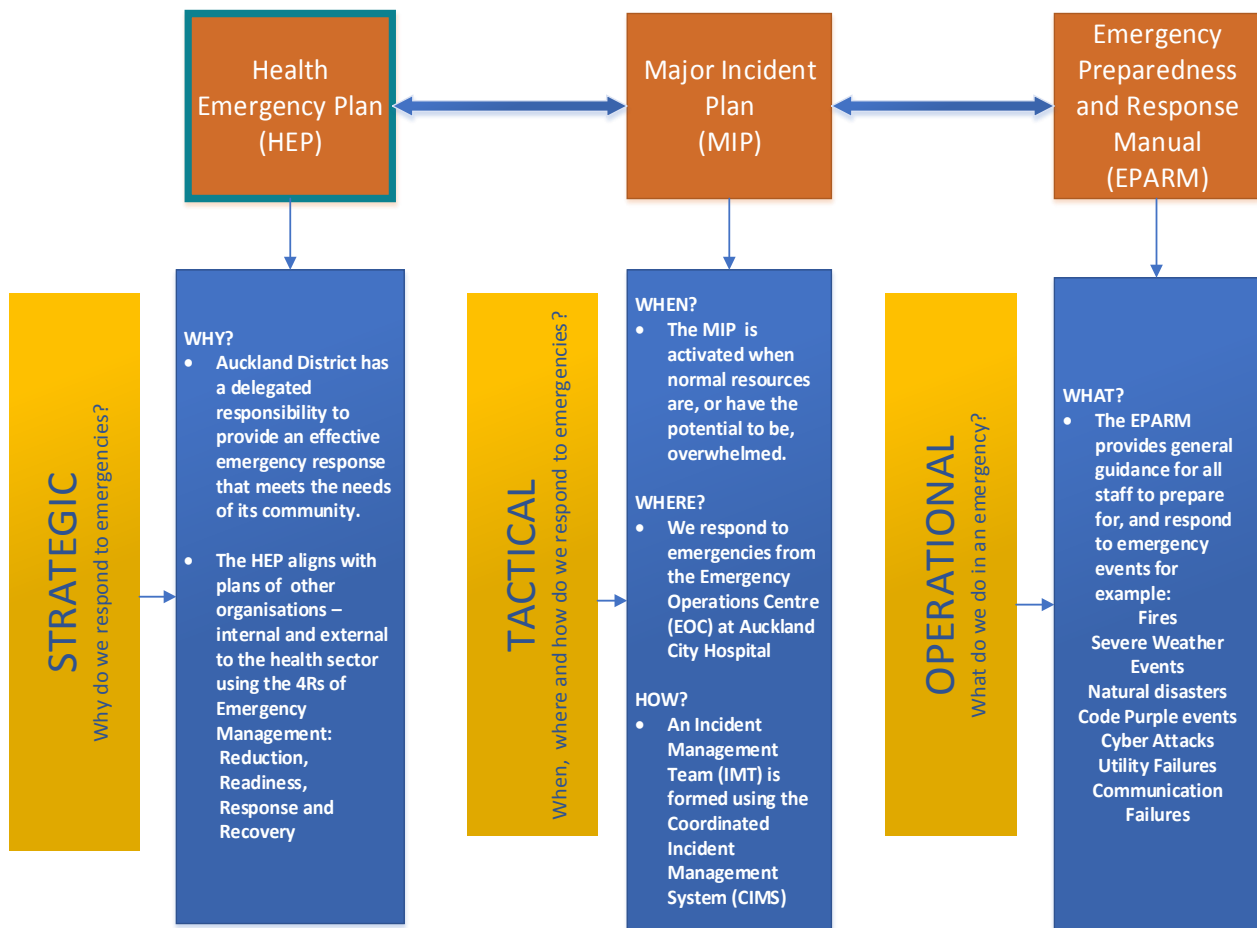 Health
Emergency Plan
(HEP)
Major Incident
Plan
(MIP)
Emergency
Preparedness
and Response
Manual
(EPARM)
STRATEGIC
Why do we respond to emergencies?
WHY?
• Auckland District has
a delegated
responsibility to
provide an effective
emergency response
that meets the needs
of its community.
• The HEP aligns with
plans of other
organisations –
internal and external
to the health sector
using the 4Rs of
Emergency
Management:
Reduction,
Readiness,
Response and
Recovery
TACTICAL
When, where and how do we respond to emergencies?
WHEN?
• The MIP is
activated when
normal resources
are, or have the
potential to be,
overwhelmed.
WHERE?
• We respond to
emergencies from
the Emergency
Operations Centre
(EOC) at Auckland
City Hospital
HOW?
• An Incident
Management
Team (IMT) is
formed using the
Coordinated
Incident
Management
System (CIMS)
OPERATIONAL
What do we do in an emergency?
WHAT?
• The EPARM
provides general
guidance for all
staff to prepare
for, and respond
to emergency
events for
example:
Fires
Severe Weather
Events
Natural disasters
Code Purple events
Cyber Attacks
Utility Failures
Communication
Failures